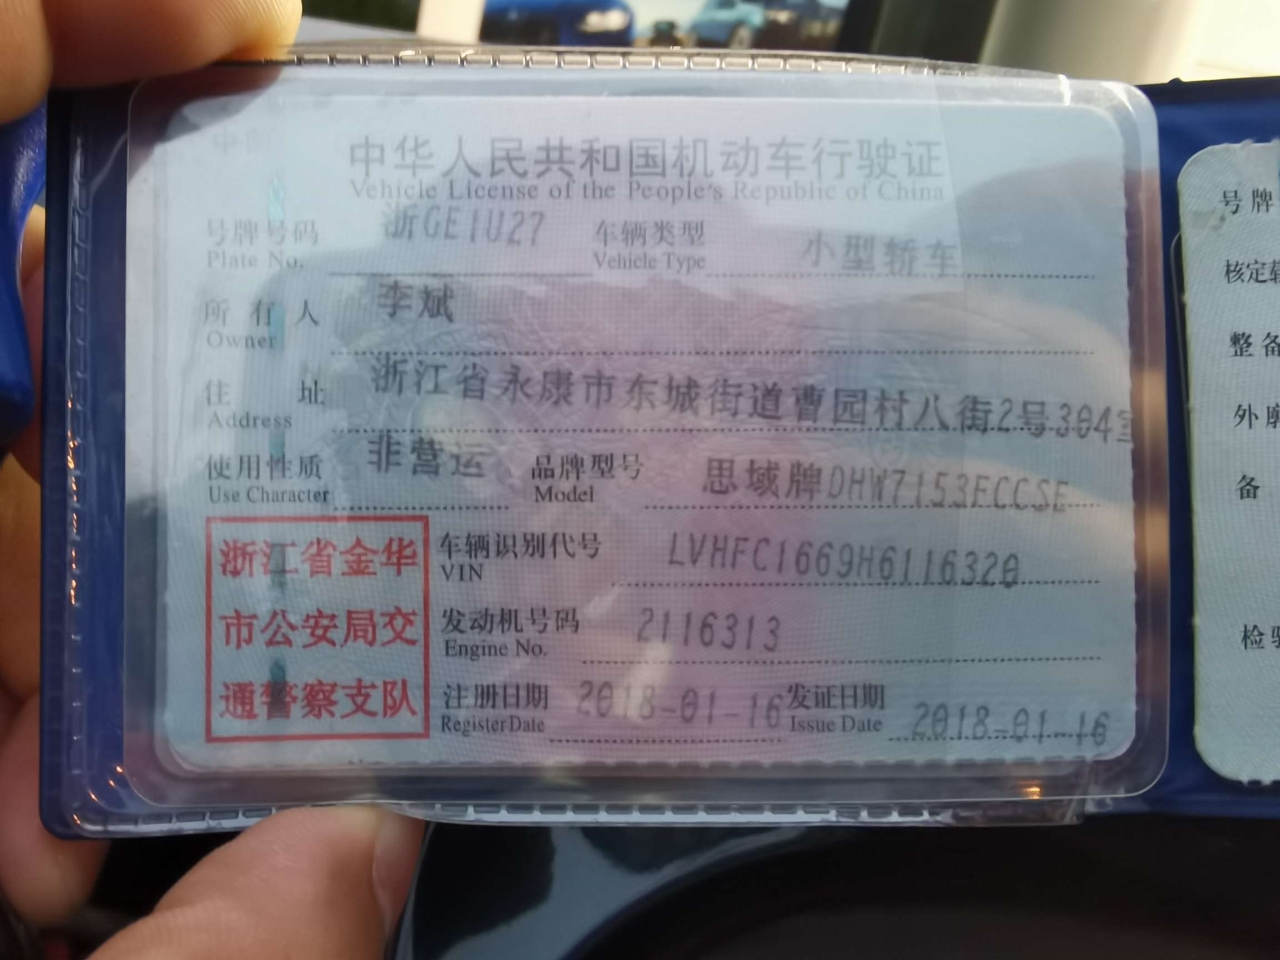 中华人民共和国机动车行驶证
Vehicle License of the People's Republic of China
号牌号码 浙GE1U27 车辆类型 小型轿车
Plate No. Vehicle Type
所有人 李斌
Owner
住址 浙江省永康市东城街道曹园村八街2号304室
Address
使用性质 非营运 品牌型号 思域牌DHW7153FCCSE
Use Character Model
浙江省金华
市公安局交
通警察支队
车辆识别代号 LVHFC1669H6116320
VIN
发动机号码 2116313
Engine No.
注册日期 2018-01-16 发证日期 2018-01-16
Register Date Issue Date
号牌
核定载
整备
外廓
备
检验